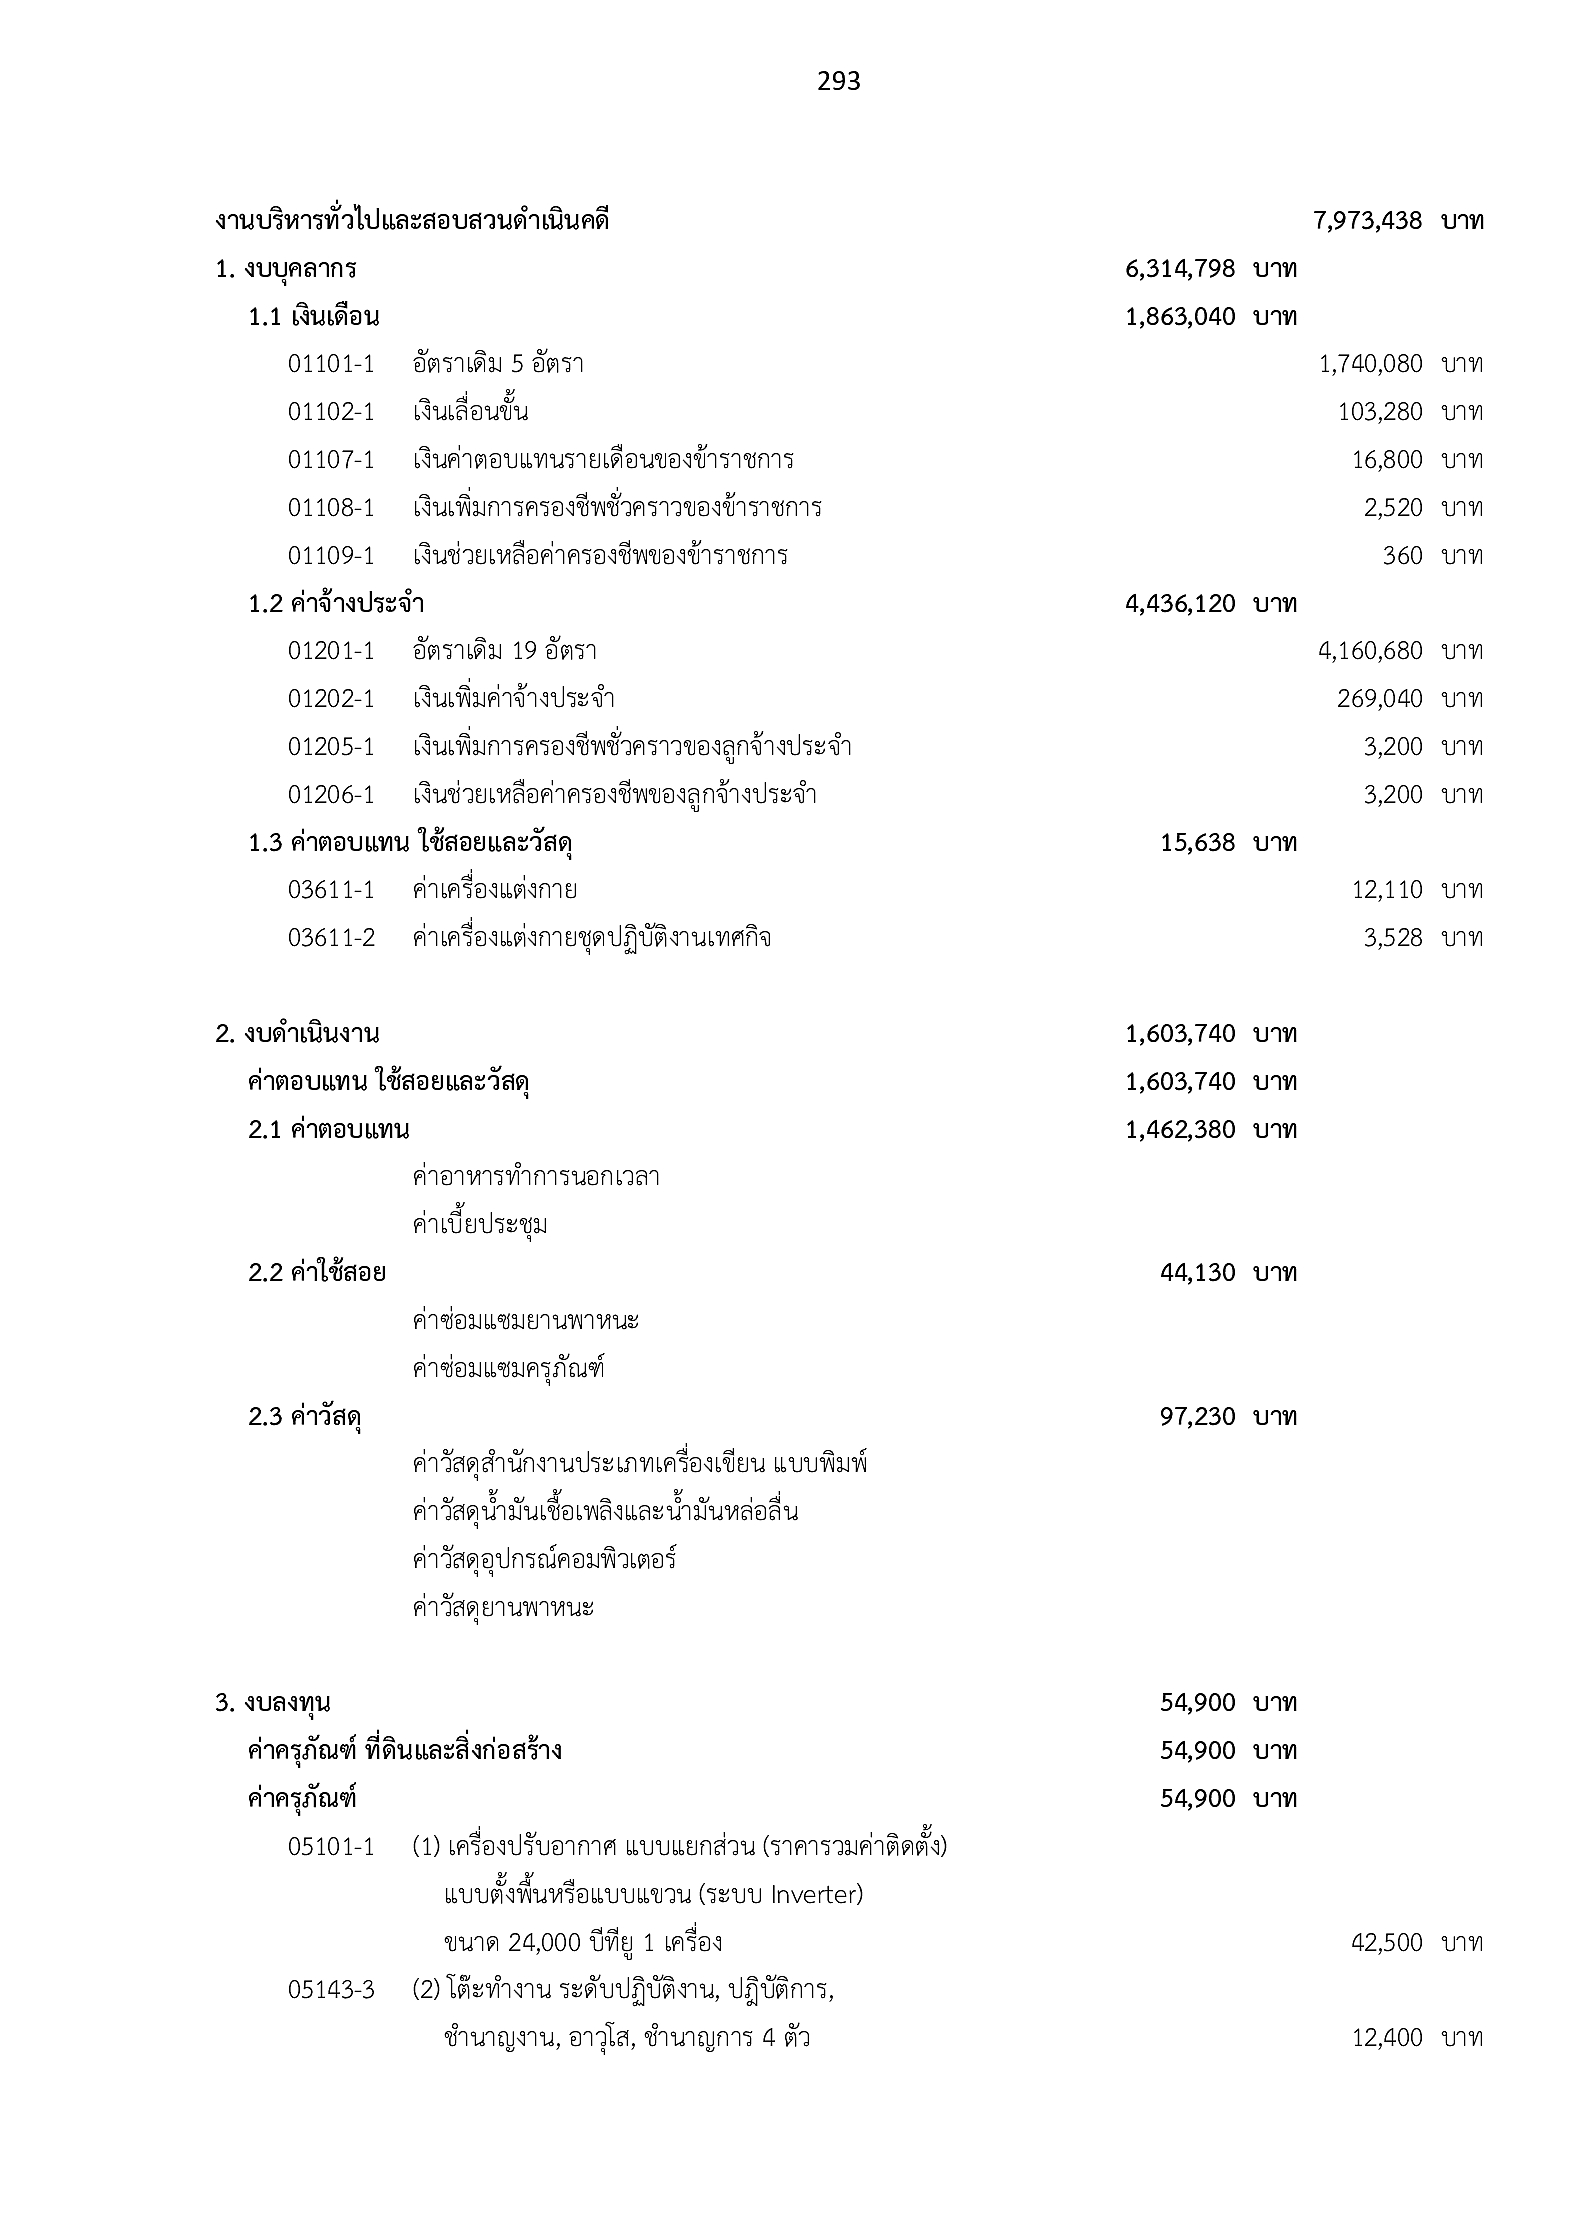 293
งานบริหารทั่วไปและสอบสวนดำเนินคดี 7,973,438 บาท
1. งบบุคลากร 6,314,798 บาท
1.1 เงินเดือน 1,863,040 บาท
01101-1 อัตราเดิม 5 อัตรา 1,740,080 บาท
01102-1 เงินเลื่อนขั้น 103,280 บาท
01107-1 เงินค่าตอบแทนรายเดือนของข้าราชการ 16,800 บาท
01108-1 เงินเพิ่มการครองชีพชั่วคราวของข้าราชการ 2,520 บาท
01109-1 เงินช่วยเหลือค่าครองชีพของข้าราชการ 360 บาท
1.2 ค่าจ้างประจำ 4,436,120 บาท
01201-1 อัตราเดิม 19 อัตรา 4,160,680 บาท
01202-1 เงินเพิ่มค่าจ้างประจำ 269,040 บาท
01205-1 เงินเพิ่มการครองชีพชั่วคราวของลูกจ้างประจำ 3,200 บาท
01206-1 เงินช่วยเหลือค่าครองชีพของลูกจ้างประจำ 3,200 บาท
1.3 ค่าตอบแทน ใช้สอยและวัสดุ 15,638 บาท
03611-1 ค่าเครื่องแต่งกาย 12,110 บาท
03611-2 ค่าเครื่องแต่งกายชุดปฏิบัติงานเทศกิจ 3,528 บาท
2. งบดำเนินงาน 1,603,740 บาท
ค่าตอบแทน ใช้สอยและวัสดุ 1,603,740 บาท
2.1 ค่าตอบแทน 1,462,380 บาท
ค่าอาหารทำการนอกเวลา
ค่าเบี้ยประชุม
2.2 ค่าใช้สอย 44,130 บาท
ค่าซ่อมแซมยานพาหนะ
ค่าซ่อมแซมครุภัณฑ์
2.3 ค่าวัสดุ 97,230 บาท
ค่าวัสดุสำนักงานประเภทเครื่องเขียน แบบพิมพ์
ค่าวัสดุน้ำมันเชื้อเพลิงและน้ำมันหล่อลื่น
ค่าวัสดุอุปกรณ์คอมพิวเตอร์
ค่าวัสดุยานพาหนะ
3. งบลงทุน 54,900 บาท
ค่าครุภัณฑ์ ที่ดินและสิ่งก่อสร้าง 54,900 บาท
ค่าครุภัณฑ์ 54,900 บาท
05101-1 (1) เครื่องปรับอากาศ แบบแยกส่วน (ราคารวมค่าติดตั้ง)
แบบตั้งพื้นหรือแบบแขวน (ระบบ Inverter)
ขนาด 24,000 บีทียู 1 เครื่อง 42,500 บาท
05143-3 (2) โต๊ะทำงาน ระดับปฏิบัติงาน, ปฎิบัติการ,
ชำนาญงาน, อาวุโส, ชำนาญการ 4 ตัว 12,400 บาท